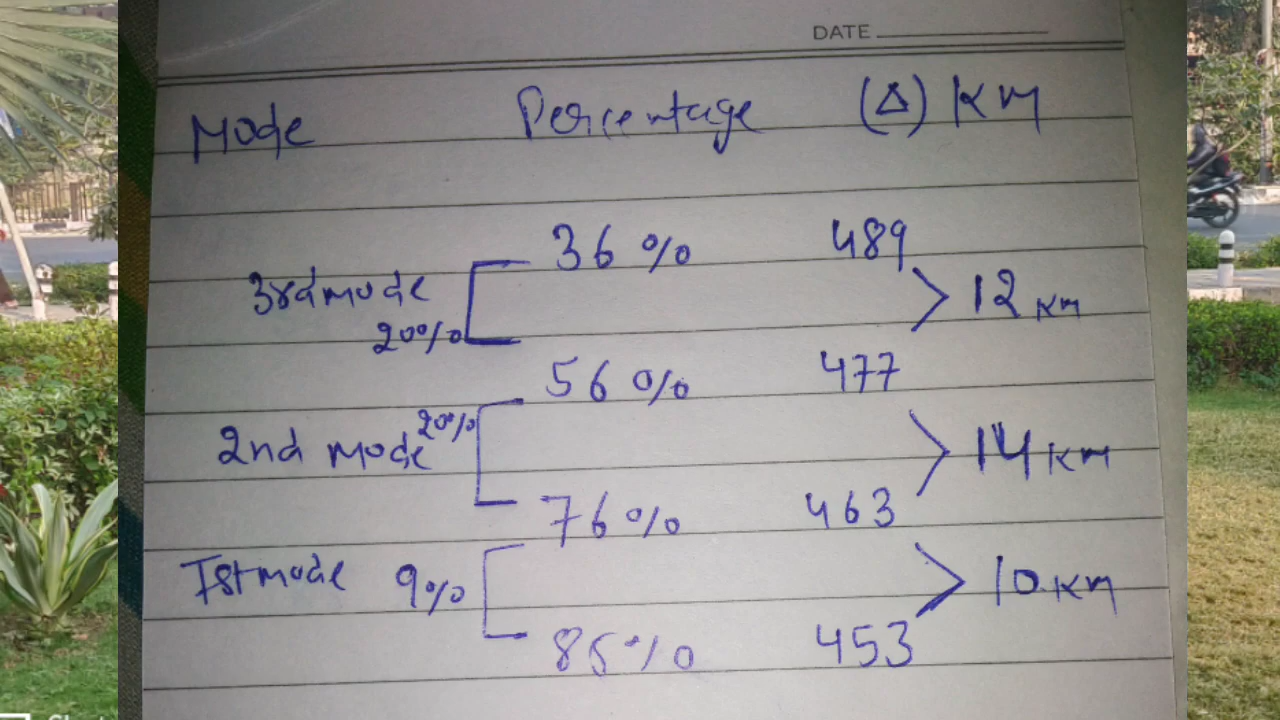 DATE
Mode Percentage (Δ) KM
36% 489
3rd mode 12 KM
20%
56% 477
20%
2nd mode 14 KM
76% 463
Ist mode 9% 10 KM
85% 453